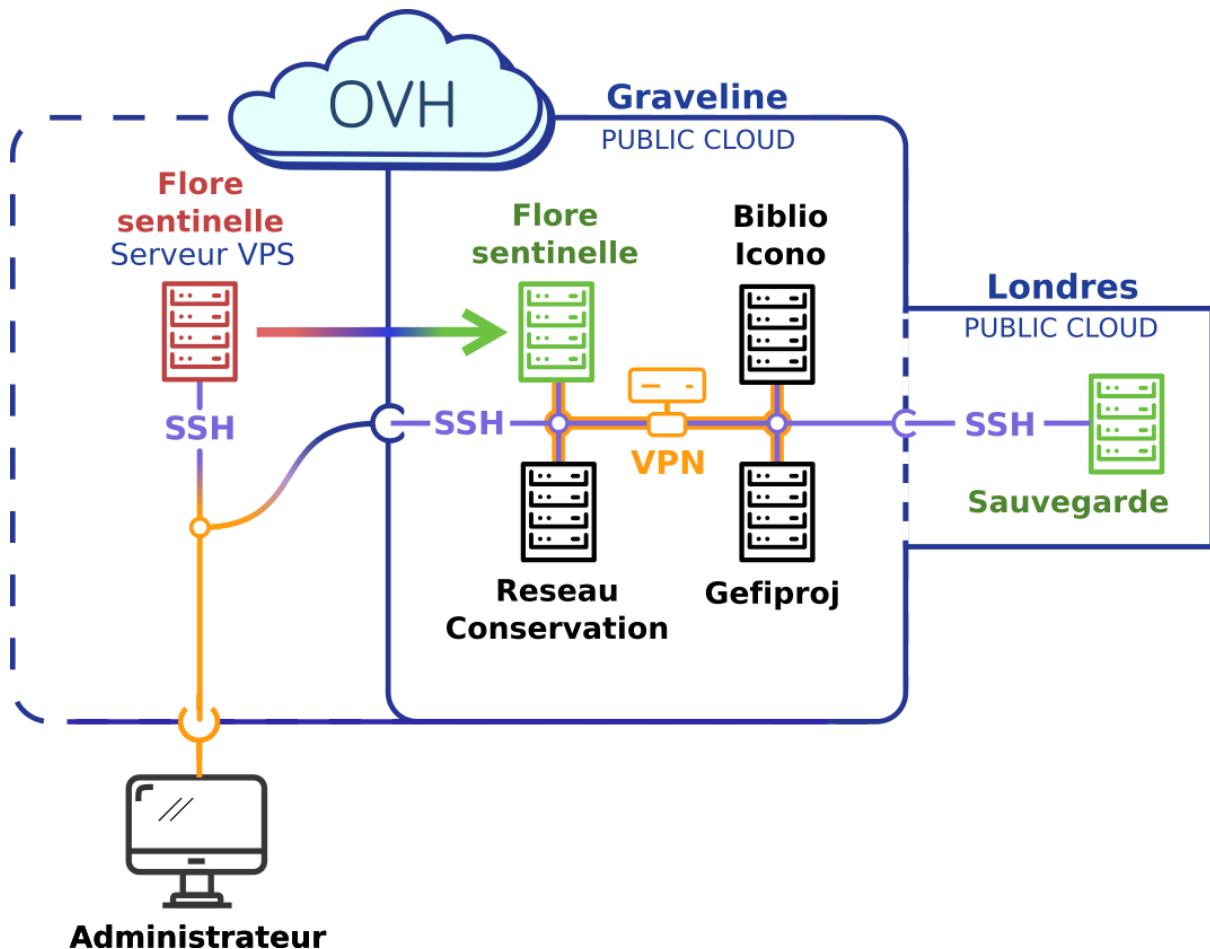 OVH
Graveline
PUBLIC CLOUD
Flore
sentinelle
Serveur VPS
Flore
sentinelle
Biblio
Icono
Londres
PUBLIC CLOUD
SSH
SSH
VPN
SSH
Sauvegarde
Reseau
Conservation
Gefiproj
Administrateur